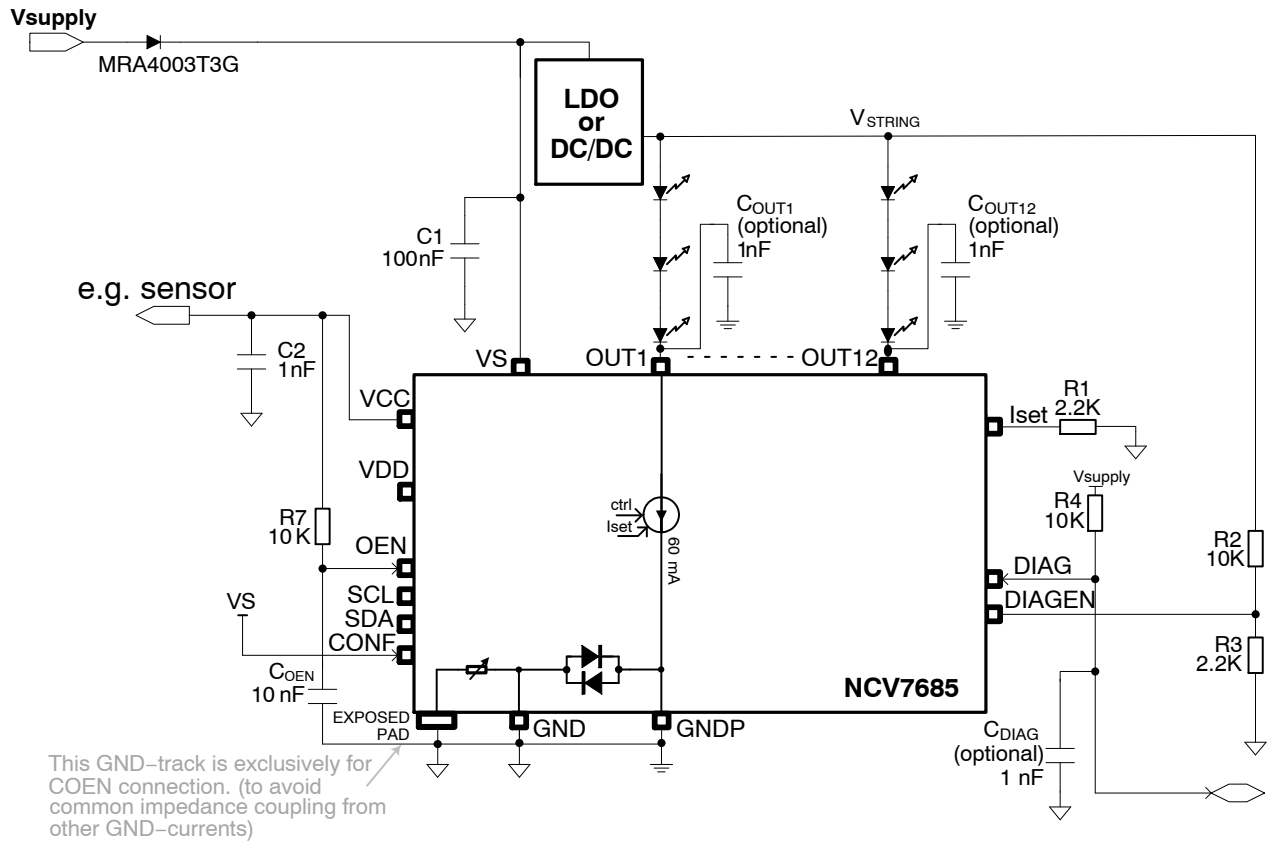 Vsupply
MRA4003T3G
LDO
or
DC/DC
VSTRING
COUT1
(optional)
1nF
COUT12
(optional)
1nF
C1
100nF
e.g. sensor
C2
1nF
VS
OUT1
OUT12
VCC
Iset
R1
2.2K
VDD
Vsupply
R4
10K
ctrl
Iset
60 mA
R7
10 K
OEN
R2
10K
DIAG
SCL
VS
DIAGEN
SDA
CONF
R3
2.2K
COEN
10 nF
NCV7685
EXPOSED
PAD
GND
GNDP
CDIAG
(optional)
1 nF
This GND−track is exclusively for
COEN connection. (to avoid
common impedance coupling from
other GND−currents)